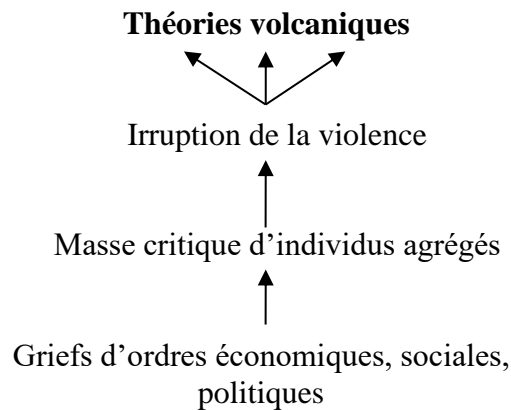 Théories volcaniques
Irruption de la violence
Masse critique d’individus agrégés
Griefs d’ordres économiques, sociales,
politiques